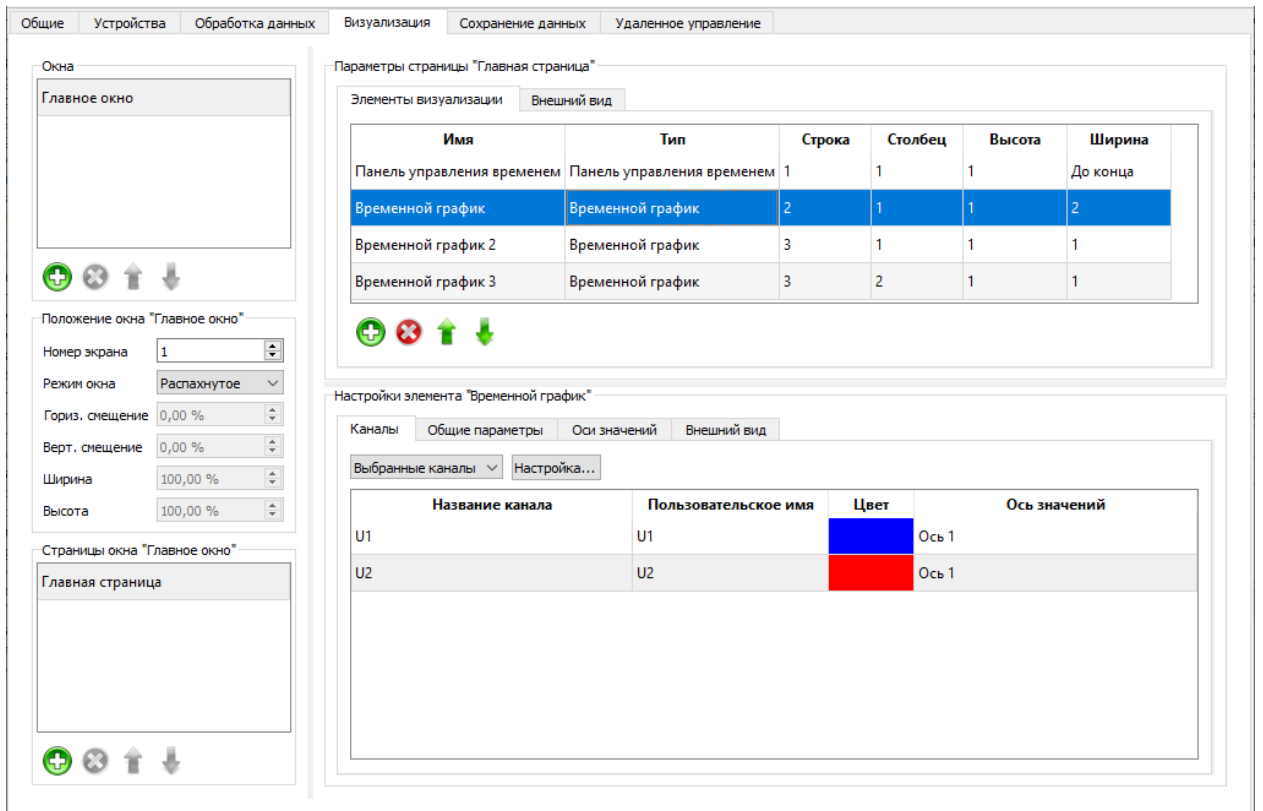 Общие Устройства Обработка данных Визуализация Сохранение данных Удаленное управление
Окна
Главное окно
Положение окна "Главное окно"
Номер экрана 1
Режим окна Распахнутое
Гориз. смещение 0,00 %
Верт. смещение 0,00 %
Ширина 100,00 %
Высота 100,00 %
Страницы окна "Главное окно"
Главная страница
Параметры страницы "Главная страница"
Элементы визуализации Внешний вид
Имя Тип Строка Столбец Высота Ширина
Панель управления временем Панель управления временем 1 1 1 До конца
Временной график Временной график 2 1 1 2
Временной график 2 Временной график 3 1 1 1
Временной график 3 Временной график 3 2 1 1
Настройки элемента "Временной график"
Каналы Общие параметры Оси значений Внешний вид
Выбранные каналы Настройка...
Название канала Пользовательское имя Цвет Ось значений
U1 U1 Ось 1
U2 U2 Ось 1